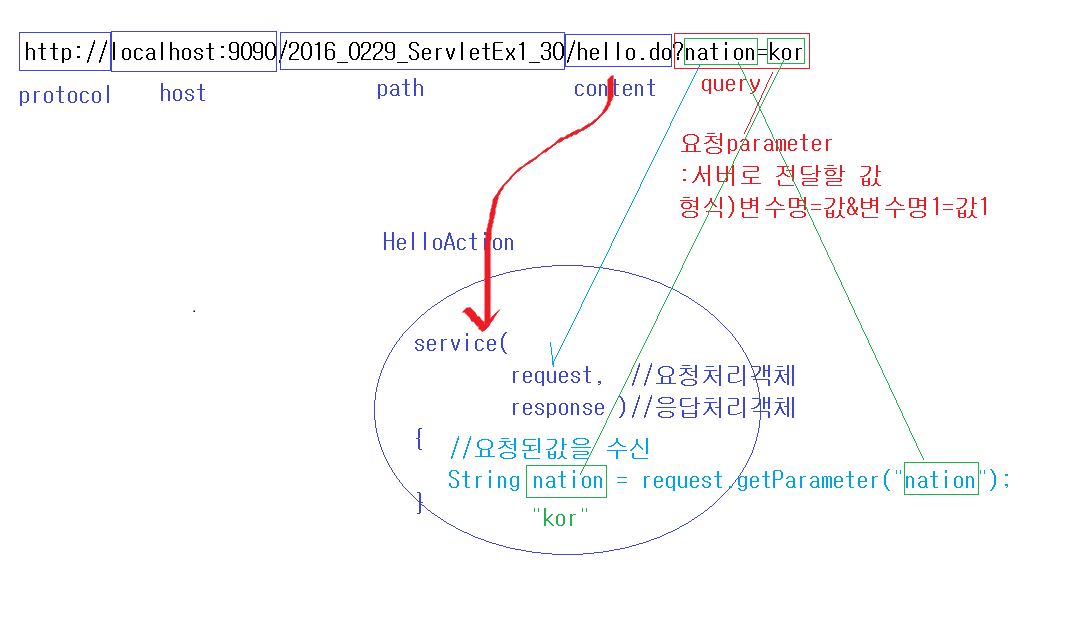 http://localhost:9090/2016_0229_ServletEx1_30/hello.do?nation=kor
protocol host path content query
요청parameter
:서버로 전달할 값
형식)변수명=값&변수명1=값1
HelloAction
service(
request, //요청처리객체
response )//응답처리객체
{
//요청된값을 수신
String nation = request.getParameter("nation");
}
"kor"